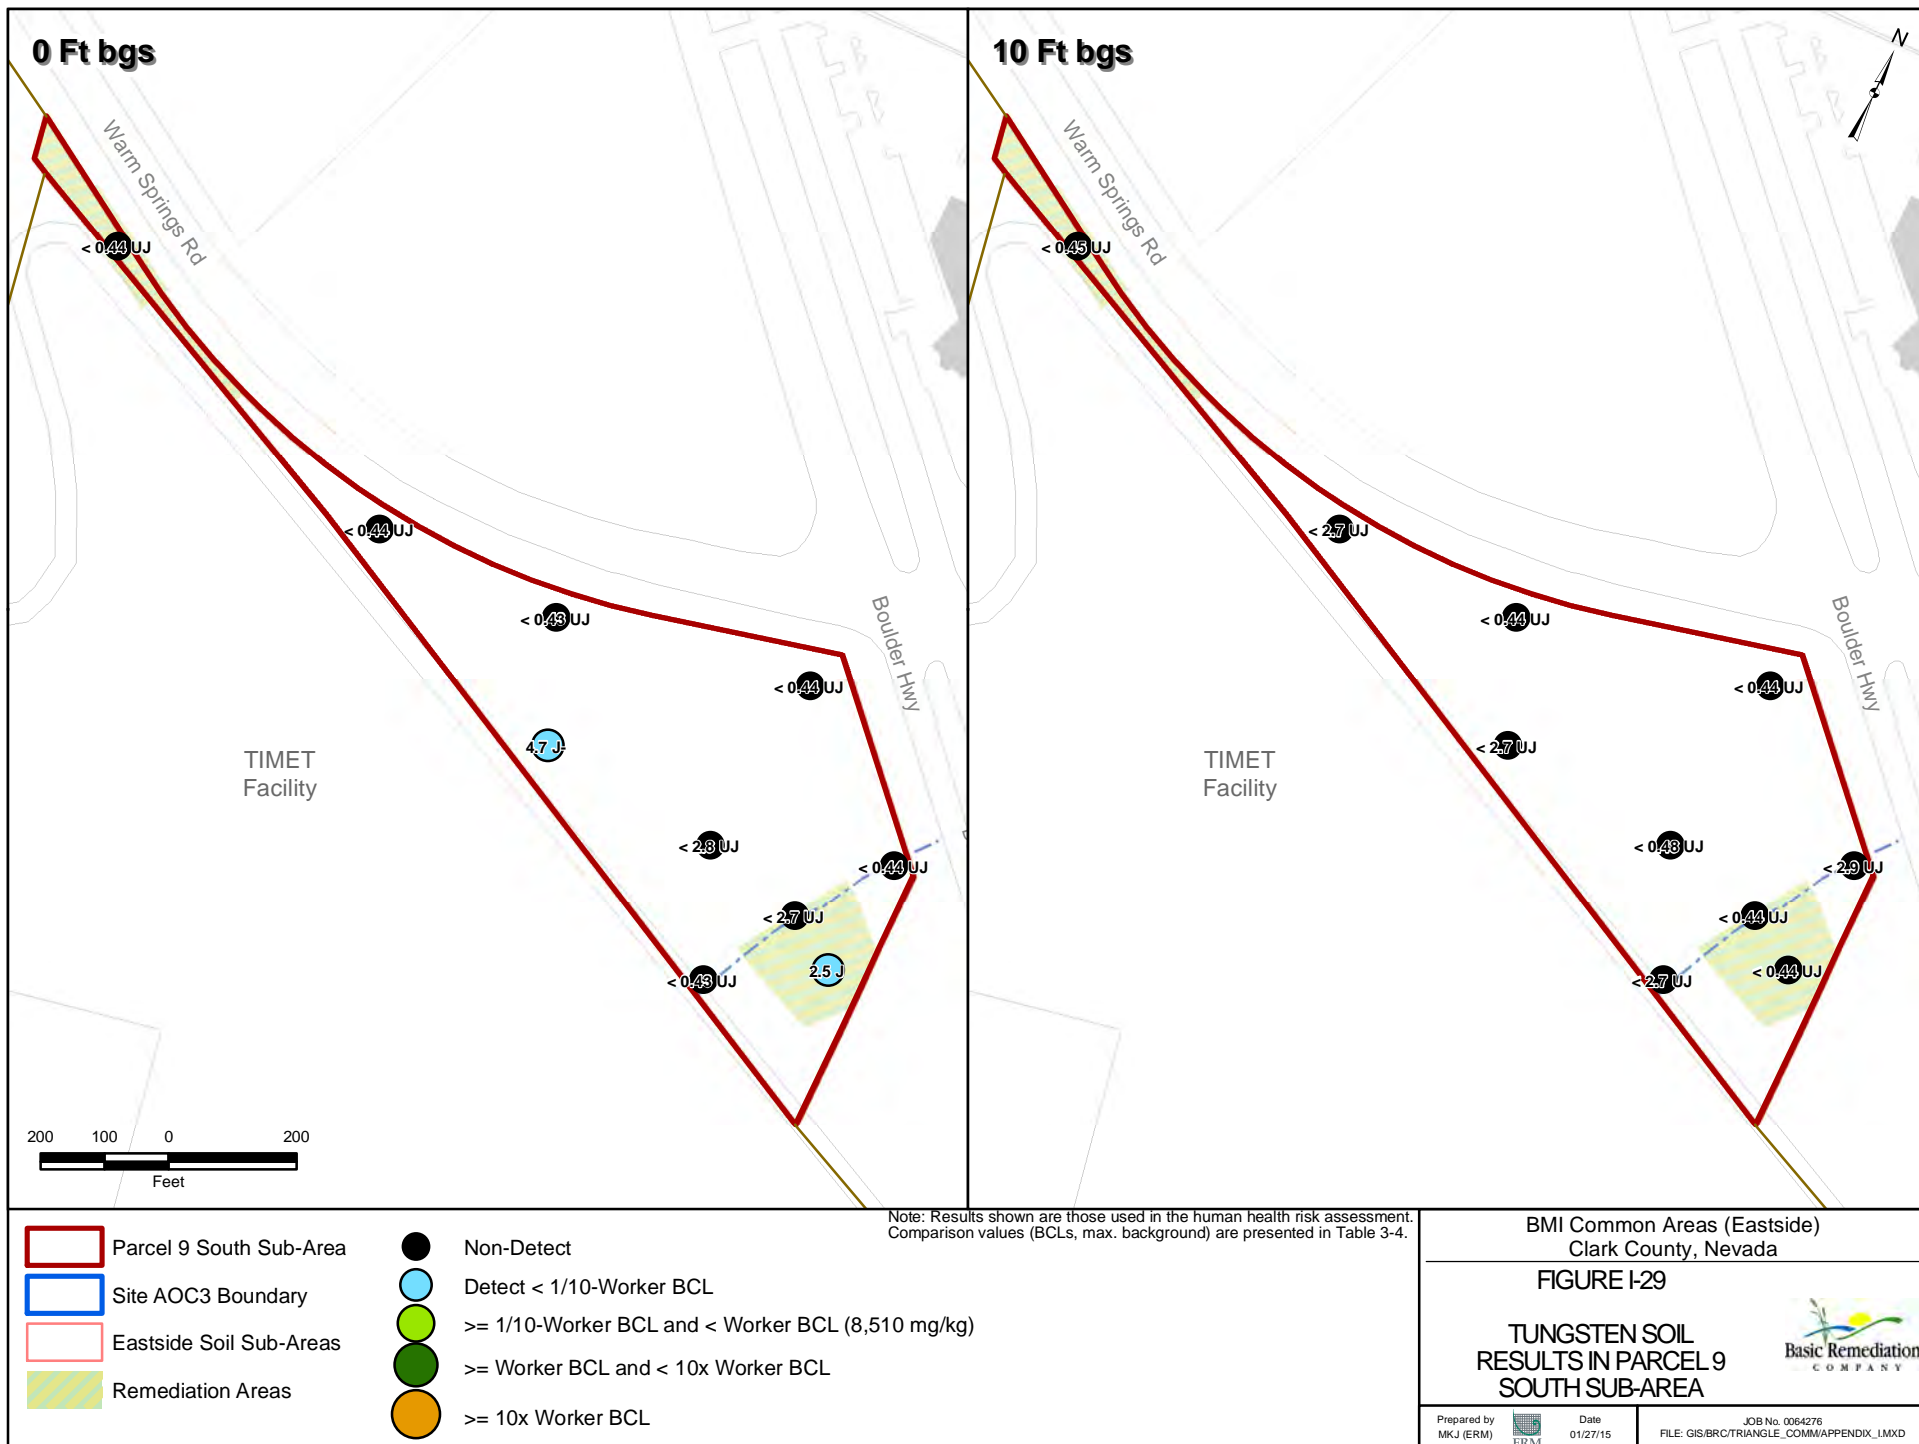 0 Ft bgs
Warm Springs Rd
< 0.44 UJ
< 0.44 UJ
< 0.43 UJ
< 0.44 UJ
Boulder Hwy
4.7 J-
TIMET
Facility
< 2.8 UJ
< 0.44 UJ
< 2.7 UJ
2.5 J
< 0.43 UJ
200 100 0 200
Feet
10 Ft bgs
N
Warm Springs Rd
< 0.45 UJ
< 2.7 UJ
< 0.44 UJ
< 0.44 UJ
Boulder Hwy
< 2.7 UJ
TIMET
Facility
< 0.48 UJ
< 2.9 UJ
< 0.44 UJ
< 0.44 UJ
< 2.7 UJ
Parcel 9 South Sub-Area
Site AOC3 Boundary
Eastside Soil Sub-Areas
Remediation Areas
Non-Detect
Detect < 1/10-Worker BCL
>= 1/10-Worker BCL and < Worker BCL (8,510 mg/kg)
>= Worker BCL and < 10x Worker BCL
>= 10x Worker BCL
Note: Results shown are those used in the human health risk assessment.
Comparison values (BCLs, max. background) are presented in Table 3-4.
BMI Common Areas (Eastside)
Clark County, Nevada
FIGURE I-29
TUNGSTEN SOIL
RESULTS IN PARCEL 9
SOUTH SUB-AREA
Basic Remediation
COMPANY
Prepared by
MKJ (ERM)
ERM
Date
01/27/15
JOB No. 0064276
FILE: GIS/BRC/TRIANGLE_COMM/APPENDIX_I.MXD